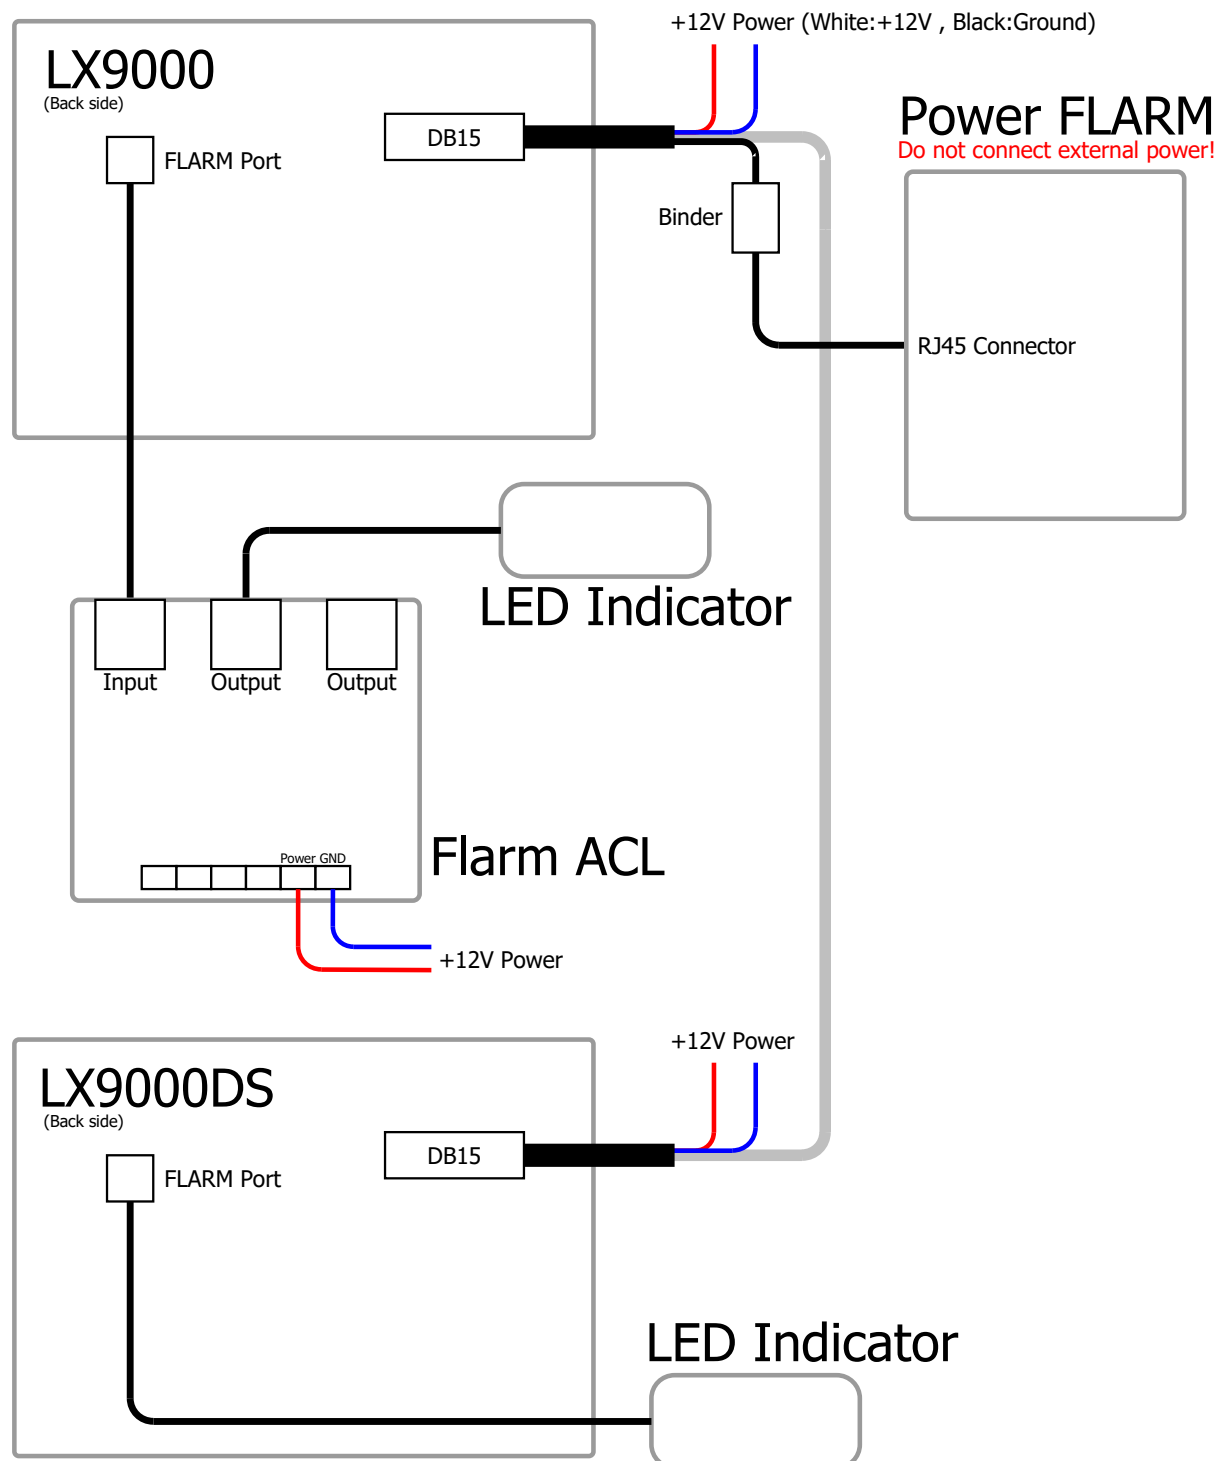 +12V Power (White:+12V , Black:Ground)
LX9000
(Back side)
DB15
FLARM Port
Power FLARM
Do not connect external power!
Binder
RJ45 Connector
LED Indicator
Input
Output
Output
Power GND
Flarm ACL
+12V Power
+12V Power
LX9000DS
(Back side)
DB15
FLARM Port
LED Indicator